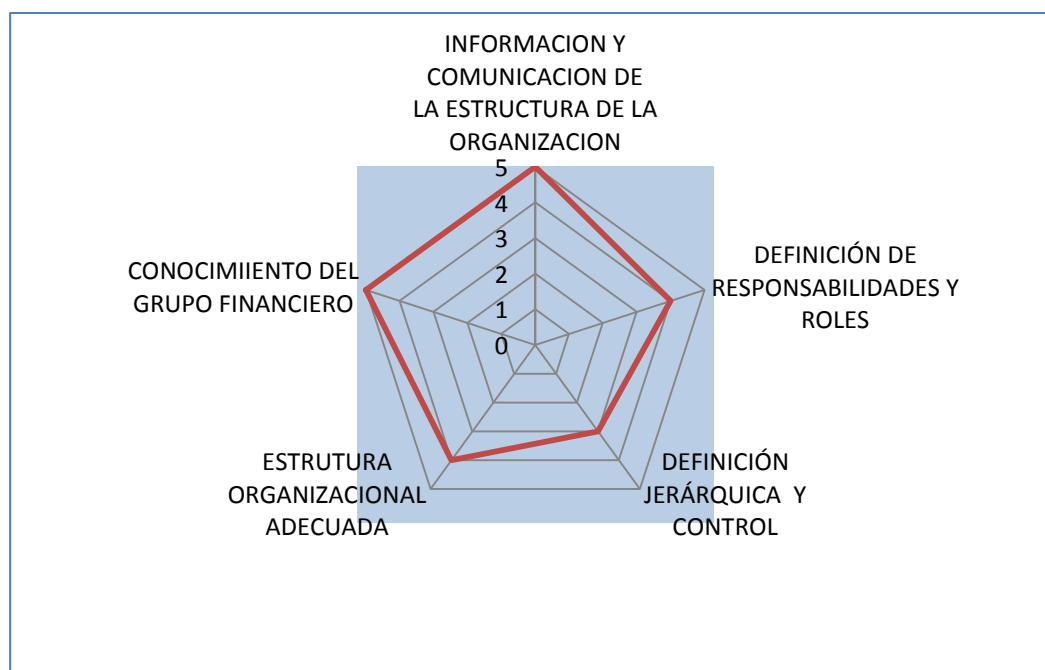 INFORMACION Y
COMUNICACION DE
LA ESTRUCTURA DE LA
ORGANIZACION
5
4
3
2
1
0
DEFINICIÓN DE
RESPONSABILIDADES Y
ROLES
DEFINICIÓN
JERÁRQUICA Y
CONTROL
ESTRUTURA
ORGANIZACIONAL
ADECUADA
CONOCIMIIENTO DEL
GRUPO FINANCIERO